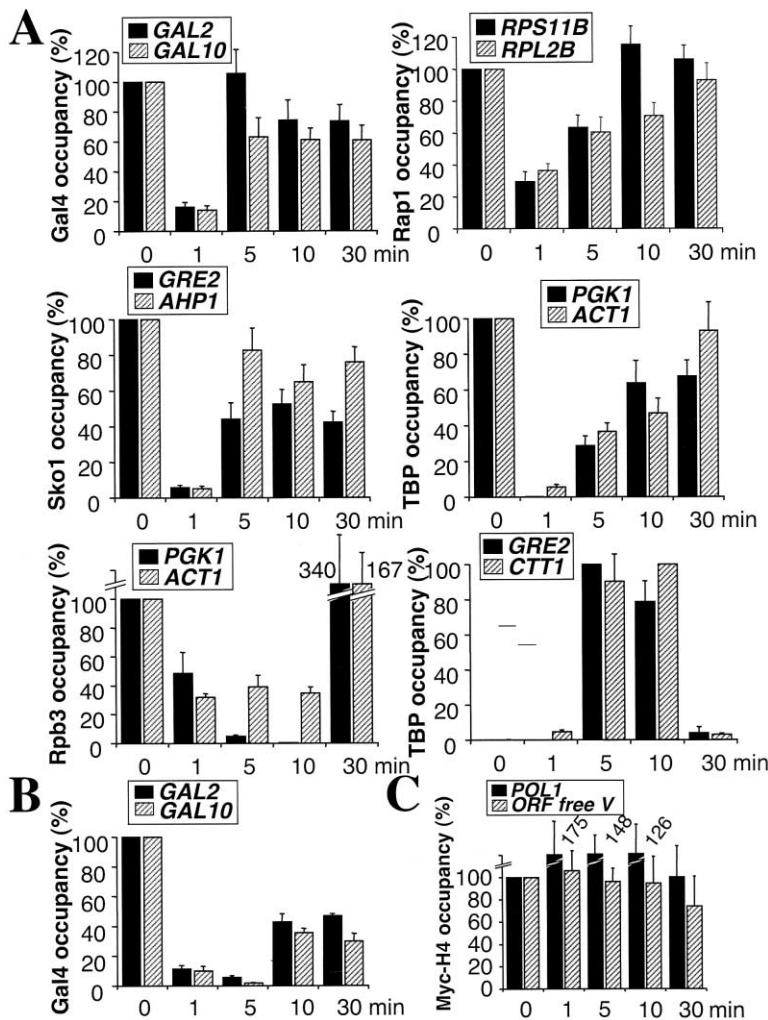 A
GAL2
GAL10
Gal4 occupancy (%)
120
100
80
60
40
20
0
0 1 5 10 30 min
RPS11B
RPL2B
Rap1 occupancy (%)
120
100
80
60
40
20
0
0 1 5 10 30 min
GRE2
AHP1
Sko1 occupancy (%)
100
80
60
40
20
0
0 1 5 10 30 min
PGK1
ACT1
TBP occupancy (%)
100
80
60
40
20
0
0 1 5 10 30 min
PGK1
ACT1
340 167
Rpb3 occupancy (%)
100
80
60
40
20
0
0 1 5 10 30 min
GRE2
CTT1
TBP occupancy (%)
100
80
60
40
20
0
0 1 5 10 30 min
B
GAL2
GAL10
Gal4 occupancy (%)
100
80
60
40
20
0
0 1 5 10 30 min
C
POL1
ORF free V
175 148 126
Myc-H4 occupancy (%)
100
80
60
40
20
0
0 1 5 10 30 min